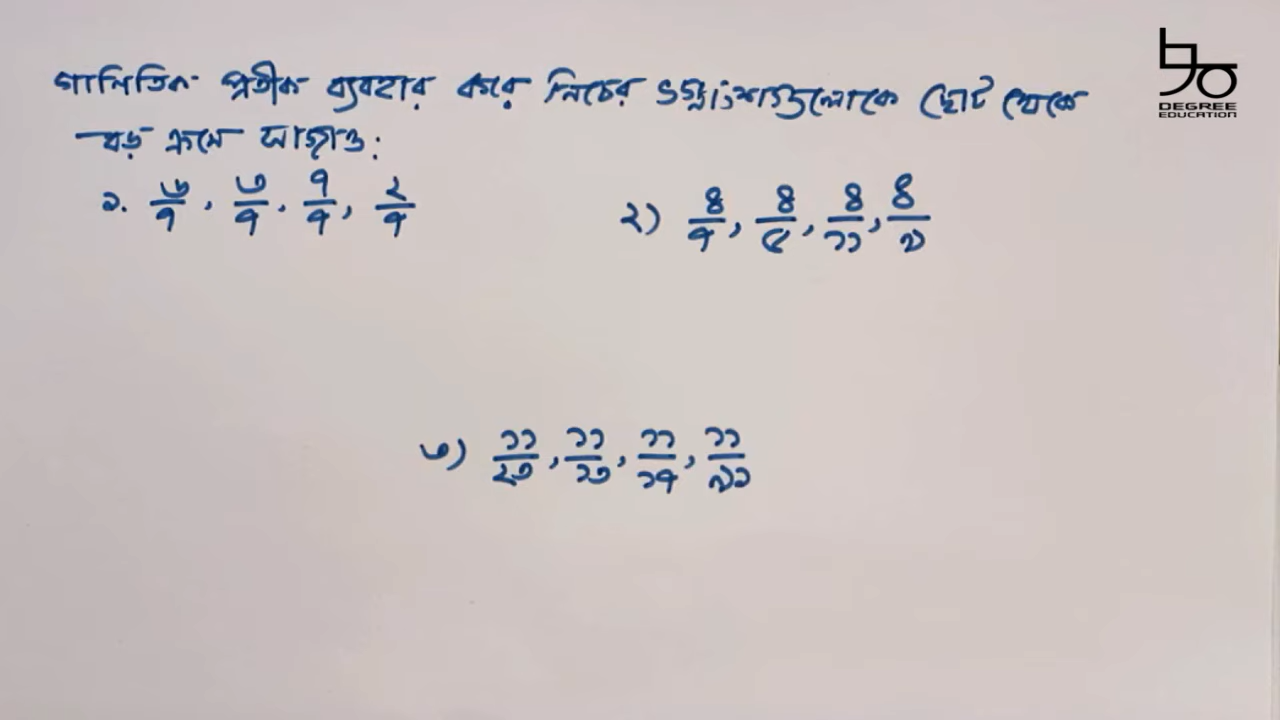 গানিতিক প্রতীক ব্যবহার করে নিচের ভগ্নাংশগুলোকে ছোট থেকে
বড় ক্রমে সাজাও:
১. ৬/৭, ৩/৭, ৭/৭, ২/৭
২) ৪/৭, ৪/৫, ৪/১১, ৪/৯
৩) ১১/২৩, ১১/১৩, ১১/১৭, ১১/৯১
DEGREE
EDUCATION